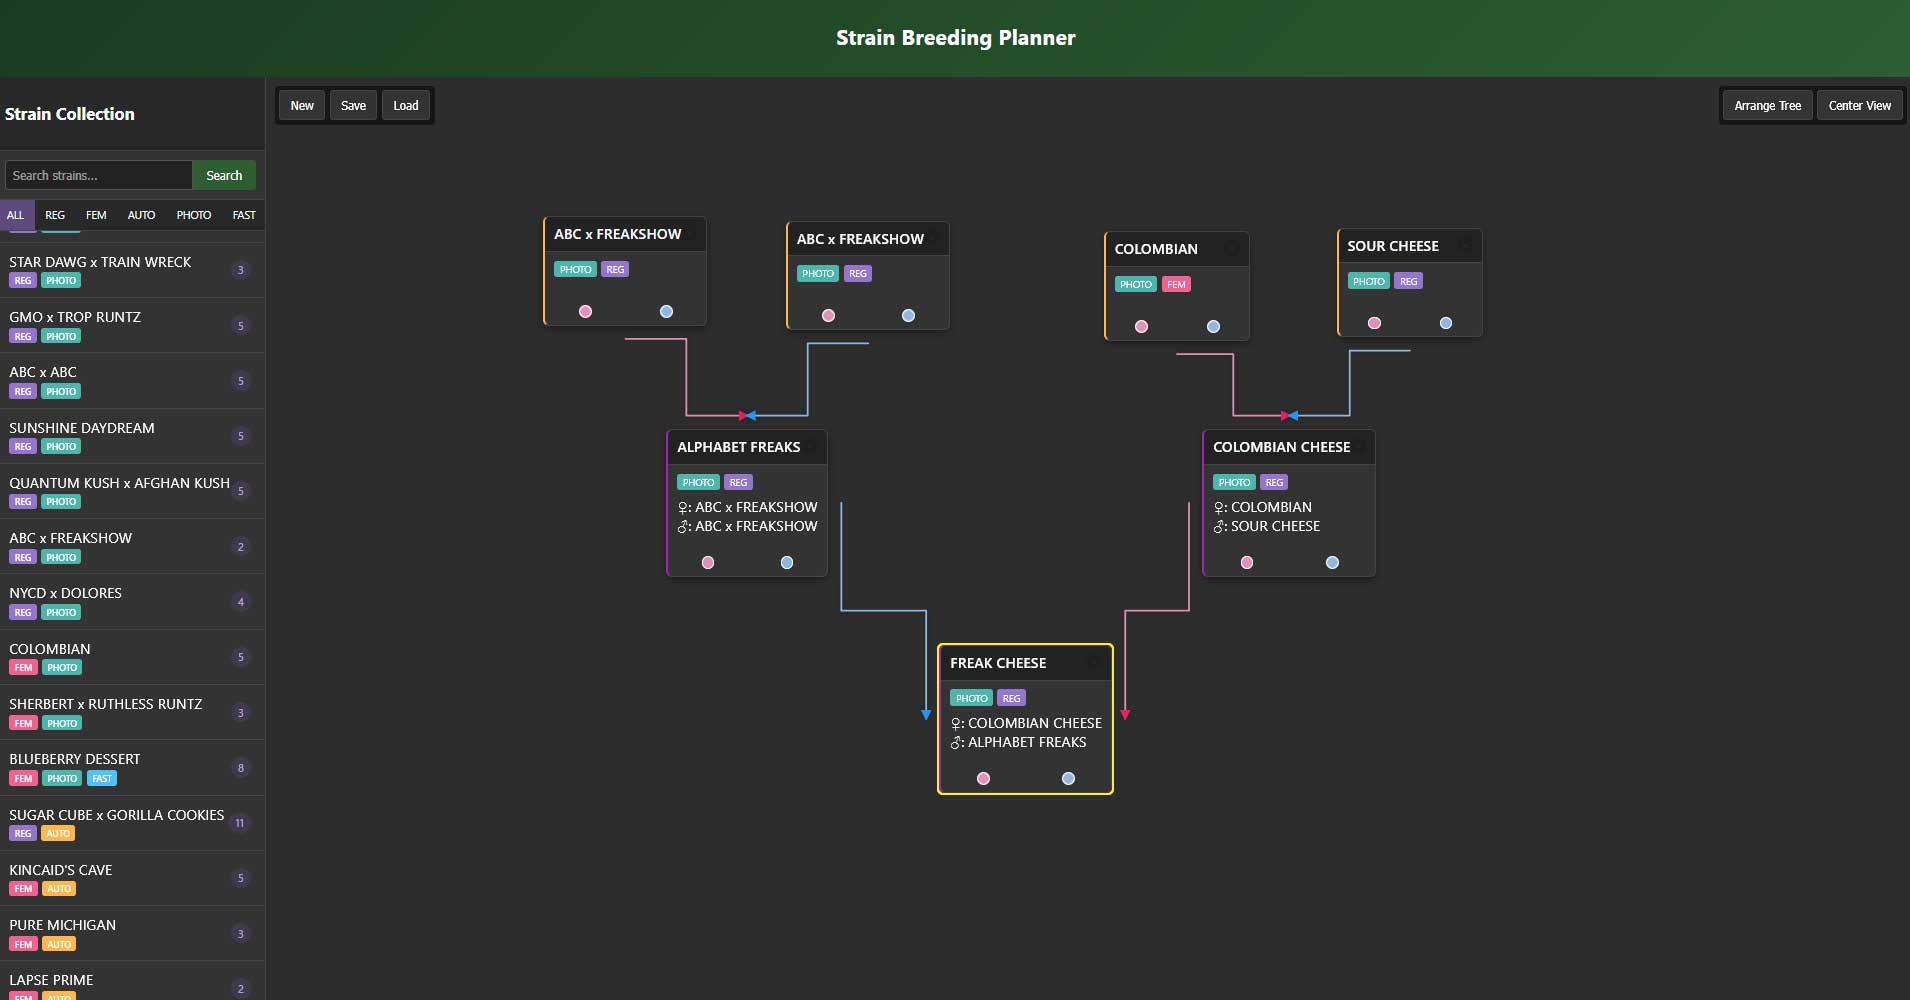 Strain Breeding Planner
Strain Collection
Search strains...
Search
ALL REG FEM AUTO PHOTO FAST
STAR DAWG x TRAIN WRECK
3
REG PHOTO
GMO x TROP RUNTZ
5
REG PHOTO
ABC x ABC
5
REG PHOTO
SUNSHINE DAYDREAM
5
REG PHOTO
QUANTUM KUSH x AFGHAN KUSH
5
REG PHOTO
ABC x FREAKSHOW
2
REG PHOTO
NYCD x DOLORES
4
REG PHOTO
COLOMBIAN
5
FEM PHOTO
SHERBERT x RUTHLESS RUNTZ
3
FEM PHOTO
BLUEBERRY DESSERT
8
FEM PHOTO FAST
SUGAR CUBE x GORILLA COOKIES
11
REG AUTO
KINCAID'S CAVE
5
FEM AUTO
PURE MICHIGAN
3
FEM AUTO
LAPSE PRIME
2
FEM AUTO
New Save Load
Arrange Tree Center View
ABC x FREAKSHOW
PHOTO REG
ABC x FREAKSHOW
PHOTO REG
COLOMBIAN
PHOTO FEM
SOUR CHEESE
PHOTO REG
ALPHABET FREAKS
PHOTO REG
♀: ABC x FREAKSHOW
♂: ABC x FREAKSHOW
COLOMBIAN CHEESE
PHOTO REG
♀: COLOMBIAN
♂: SOUR CHEESE
FREAK CHEESE
PHOTO REG
♀: COLOMBIAN CHEESE
♂: ALPHABET FREAKS